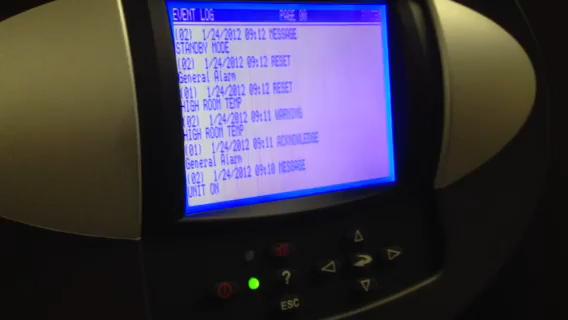 EVENT LOG PAGE
(02) 1/24/2012 09:12 MESSAGE
STANDBY MODE
(02) 1/24/2012 09:12 RESET
General Alarm
(01) 1/24/2012 09:12 RESET
HIGH ROOM TEMP
(02) 1/24/2012 09:11 WARNING
HIGH ROOM TEMP
(01) 1/24/2012 09:11 ACKNOWLEDGE
General Alarm
(02) 1/24/2012 09:10 MESSAGE
UNIT ON
?
ESC